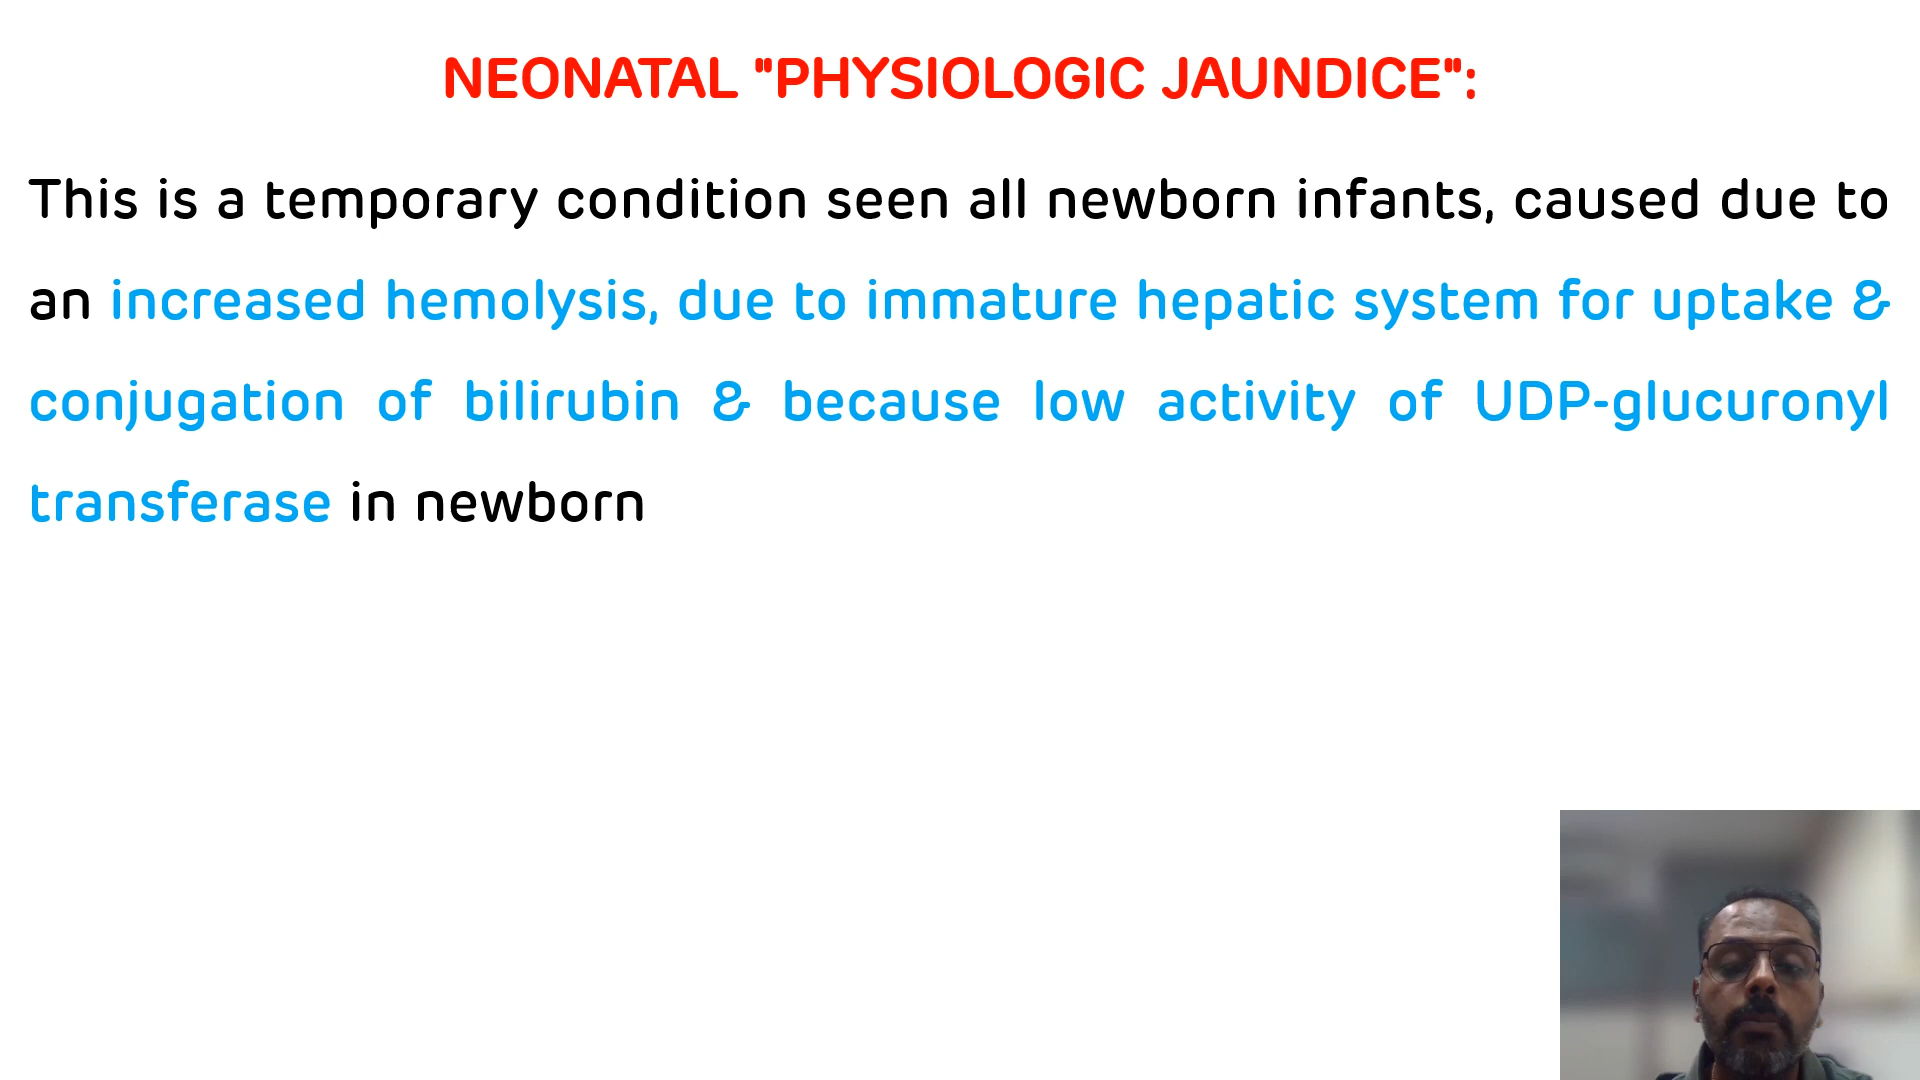 NEONATAL "PHYSIOLOGIC JAUNDICE":
This is a temporary condition seen all newborn infants, caused due to
an increased hemolysis, due to immature hepatic system for uptake &
conjugation of bilirubin & because low activity of UDP-glucuronyl
transferase in newborn